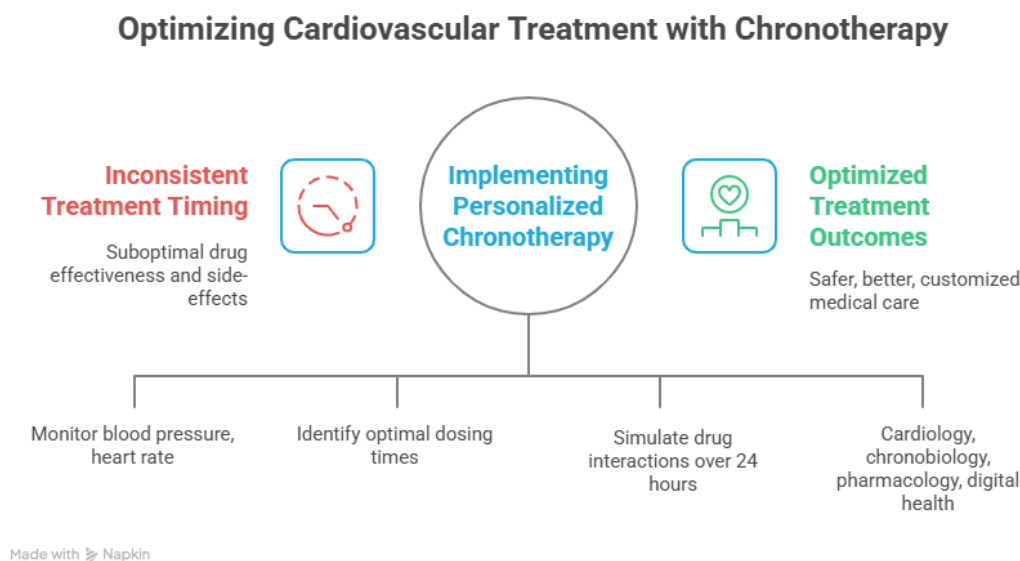 Optimizing Cardiovascular Treatment with Chronotherapy
Inconsistent
Treatment Timing
Suboptimal drug
effectiveness and side-
effects
Implementing
Personalized
Chronotherapy
Optimized
Treatment
Outcomes
Safer, better, customized
medical care
Monitor blood pressure,
heart rate
Identify optimal dosing
times
Simulate drug
interactions over 24
hours
Cardiology,
chronobiology,
pharmacology, digital
health
Made with Napkin